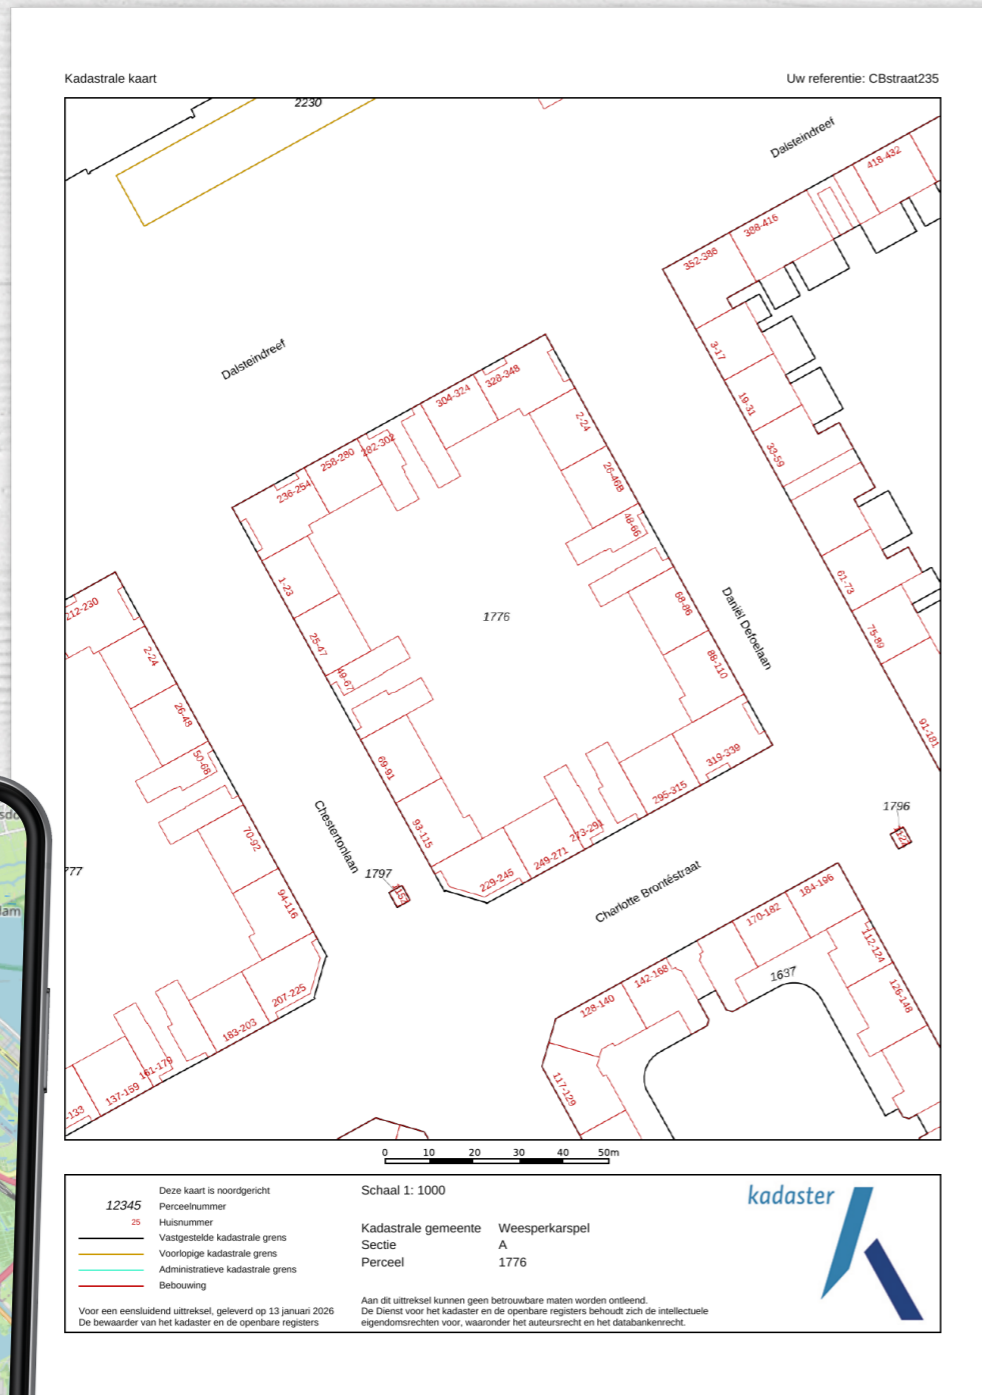 Kadastrale kaart
Uw referentie: CBstraat235
2230
Dalsteindreef
418-432
388-416
352-386
3-17
19-31
33-59
61-73
75-89
91-181
Dalsteindreef
328-348
304-324
282-302
258-280
236-254
2-24
26-46B
48-66
68-86
88-110
1-23
25-47
49-67
69-91
93-115
1776
Daniël Defoelaan
319-339
295-315
273-291
249-271
229-245
212-230
2-24
26-48
50-68
70-92
94-116
777
Chestertonlaan
1797
153
1796
122
Charlotte Brontëstraat
184-196
170-182
142-168
128-140
117-129
112-124
126-148
1637
207-225
183-203
161-179
137-159
-133
0 10 20 30 40 50m
Deze kaart is noordgericht
12345 Perceelnummer
25 Huisnummer
Vastgestelde kadastrale grens
Voorlopige kadastrale grens
Administratieve kadastrale grens
Bebouwing
Voor een eensluidend uittreksel, geleverd op 13 januari 2026
De bewaarder van het kadaster en de openbare registers
Schaal 1: 1000
Kadastrale gemeente Weesperkarspel
Sectie A
Perceel 1776
Aan dit uittreksel kunnen geen betrouwbare maten worden ontleend.
De Dienst voor het kadaster en de openbare registers behoudt zich de intellectuele
eigendomsrechten voor, waaronder het auteursrecht en het databankenrecht.
kadaster